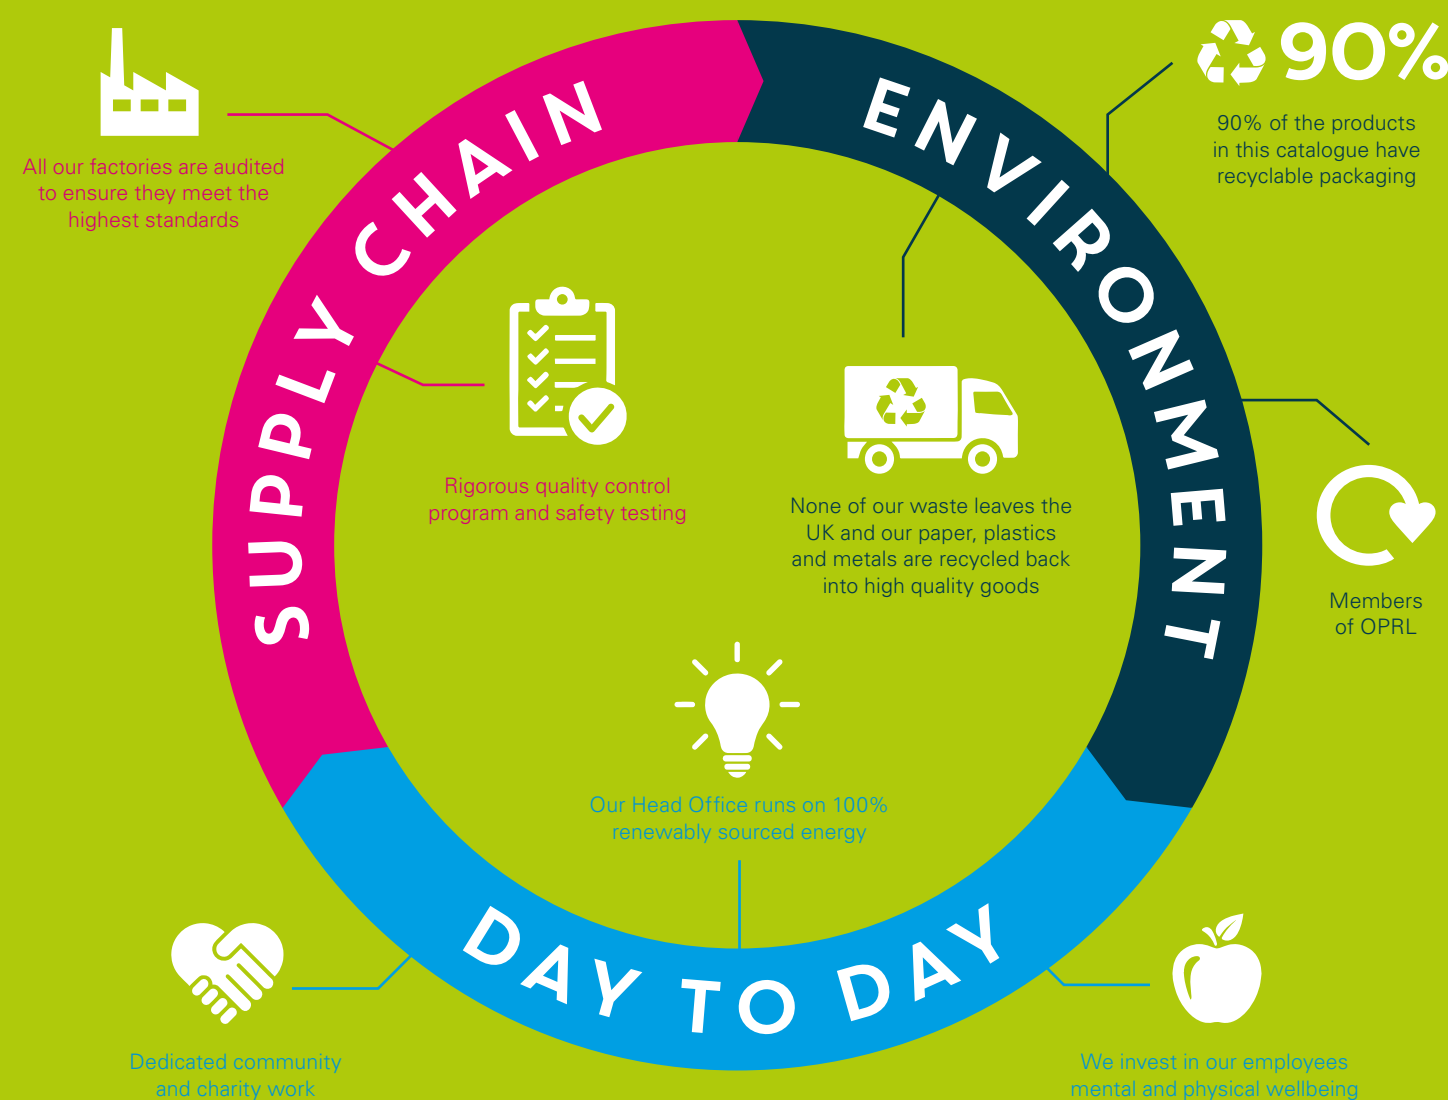 SUPPLY CHAIN
ENVIRONMENT
DAY TO DAY
All our factories are audited
to ensure they meet the
highest standards
Rigorous quality control
program and safety testing
90%
90% of the products
in this catalogue have
recyclable packaging
None of our waste leaves the
UK and our paper, plastics
and metals are recycled back
into high quality goods
Members
of OPRL
Our Head Office runs on 100%
renewably sourced energy
Dedicated community
and charity work
We invest in our employees
mental and physical wellbeing